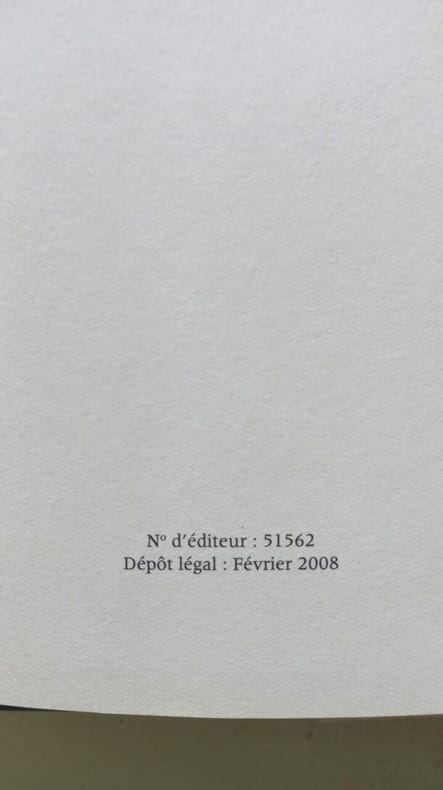 Nº d'éditeur : 51562
Dépôt légal : Février 2008